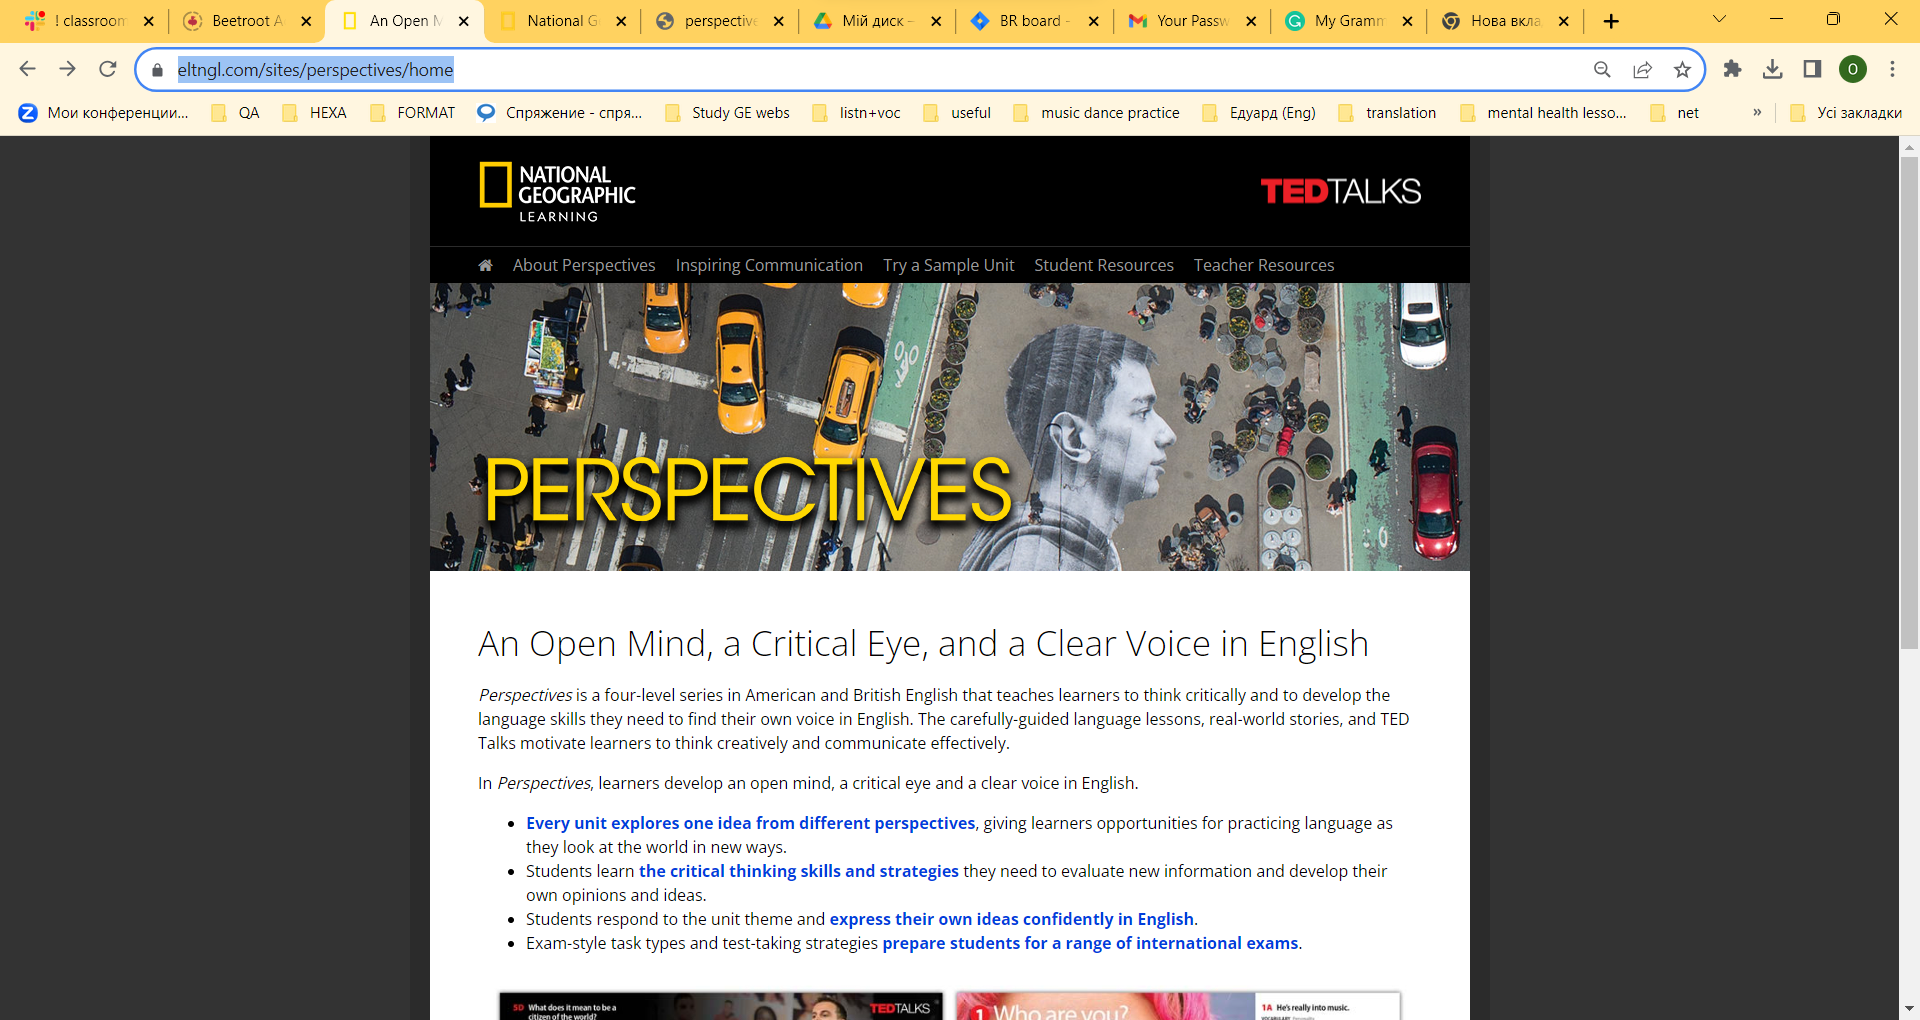 ! classroom
Beetroot A
An Open M
National G
perspective
Мій диск –
BR board -
Your Passw
My Gramm
Нова вкла
eltngl.com/sites/perspectives/home
O
Мои конференции...
QA
HEXA
FORMAT
Спряжение - спря...
Study GE webs
listn+voc
useful
music dance practice
Едуард (Eng)
translation
mental health lesso...
net
»
Усі закладки
NATIONAL
GEOGRAPHIC
LEARNING
TEDTALKS
About Perspectives
Inspiring Communication
Try a Sample Unit
Student Resources
Teacher Resources
PERSPECTIVES
An Open Mind, a Critical Eye, and a Clear Voice in English
Perspectives is a four-level series in American and British English that teaches learners to think critically and to develop the
language skills they need to find their own voice in English. The carefully-guided language lessons, real-world stories, and TED
Talks motivate learners to think creatively and communicate effectively.
In Perspectives, learners develop an open mind, a critical eye and a clear voice in English.
• Every unit explores one idea from different perspectives, giving learners opportunities for practicing language as
they look at the world in new ways.
• Students learn the critical thinking skills and strategies they need to evaluate new information and develop their
own opinions and ideas.
• Students respond to the unit theme and express their own ideas confidently in English.
• Exam-style task types and test-taking strategies prepare students for a range of international exams.
5D What does it mean to be a
citizen of the world?
TEDTALKS
1 Who are you?
1A He's really into music.
VOCABULARY Personality